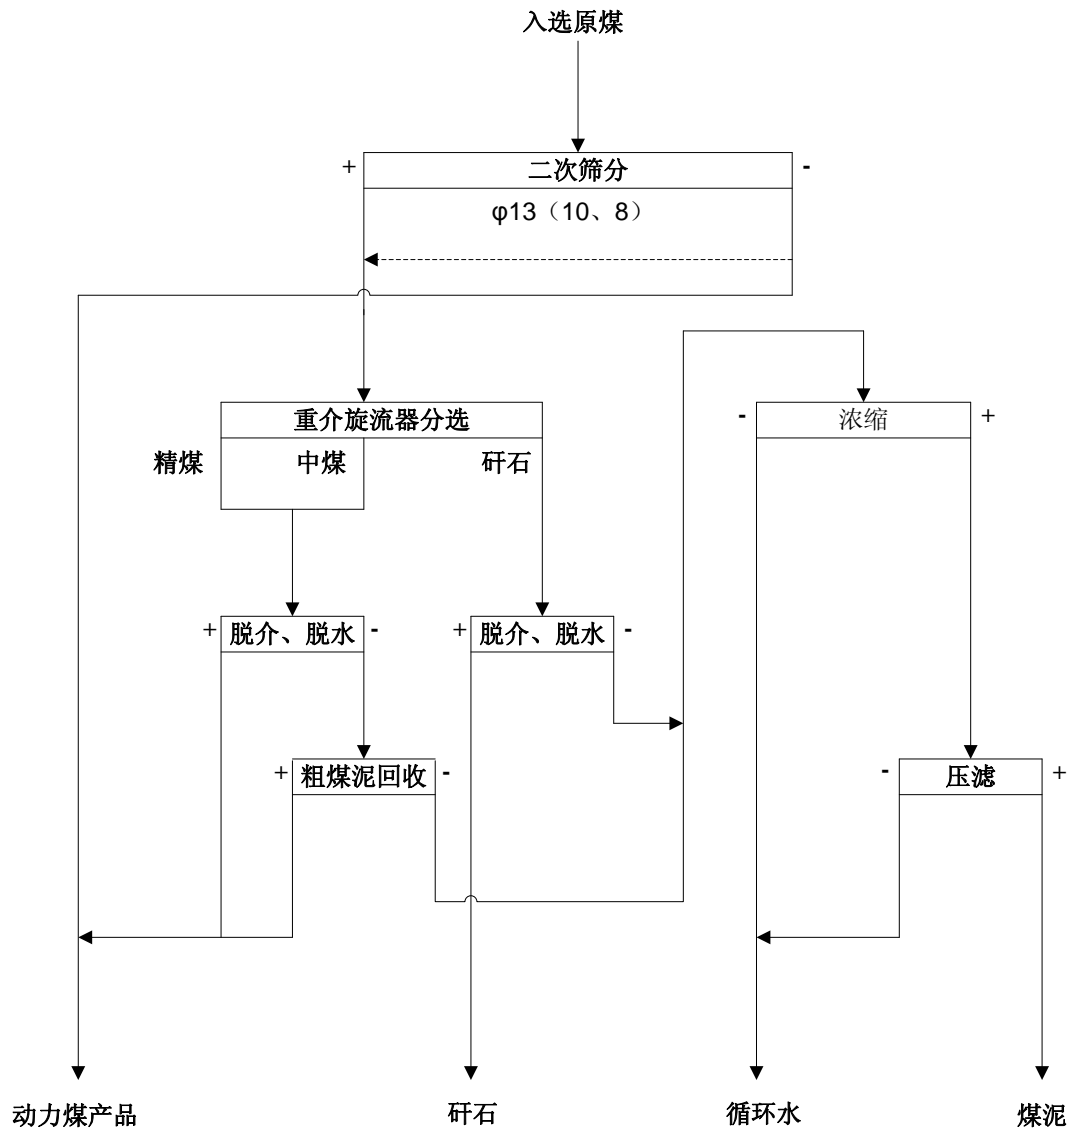 入选原煤
+ 二次筛分 -
φ13（10、8）
重介旋流器分选
- 浓缩 +
精煤 中煤 矸石
+ 脱介、脱水 -
+ 脱介、脱水 -
+ 粗煤泥回收 -
- 压滤 +
动力煤产品 矸石 循环水 煤泥